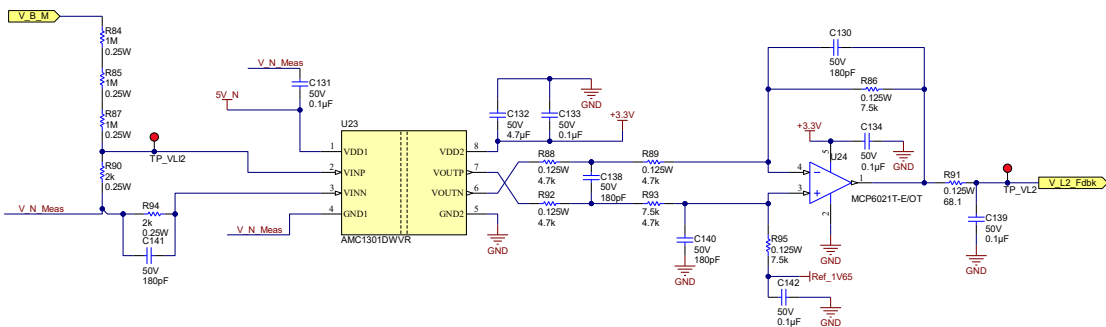 V_B_M
R84
1M
0.25W
R85
1M
0.25W
R87
1M
0.25W
TP_VLI2
R90
2k
0.25W
V_N_Meas
R94
2k
0.25W
C141
50V
180pF
V_N_Meas
C131
50V
0.1µF
5V_N
V_N_Meas
U23
1
VDD1
2
VINP
3
VINN
4
GND1
VDD2
8
VOUTP
7
VOUTN
6
GND2
5
AMC1301DWVR
GND
C132
50V
4.7µF
C133
50V
0.1µF
GND
+3.3V
R88
0.125W
4.7k
R92
0.125W
4.7k
C138
50V
180pF
R89
0.125W
4.7k
R93
7.5k
4.7k
C140
50V
180pF
GND
C130
50V
180pF
R86
0.125W
7.5k
+3.3V
C134
50V
0.1µF
GND
U24
5
4
3
1
2
MCP6021T-E/OT
GND
R95
0.125W
7.5k
Ref_1V65
C142
50V
0.1µF
GND
R91
0.125W
68.1
TP_VL2
V_L2_Fdbk
C139
50V
0.1µF
GND